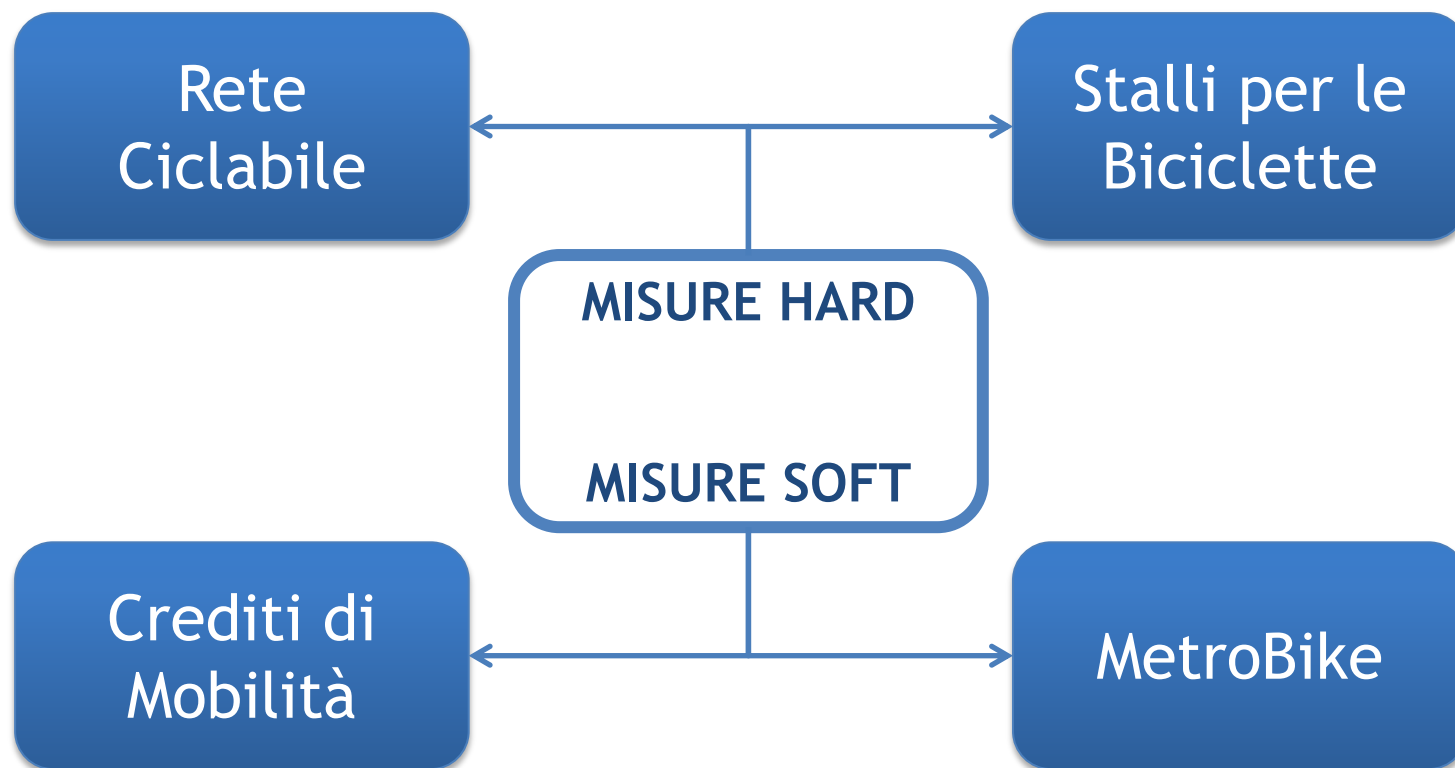 Rete
Ciclabile
Stalli per le
Biciclette
MISURE HARD
MISURE SOFT
Crediti di
Mobilità
MetroBike